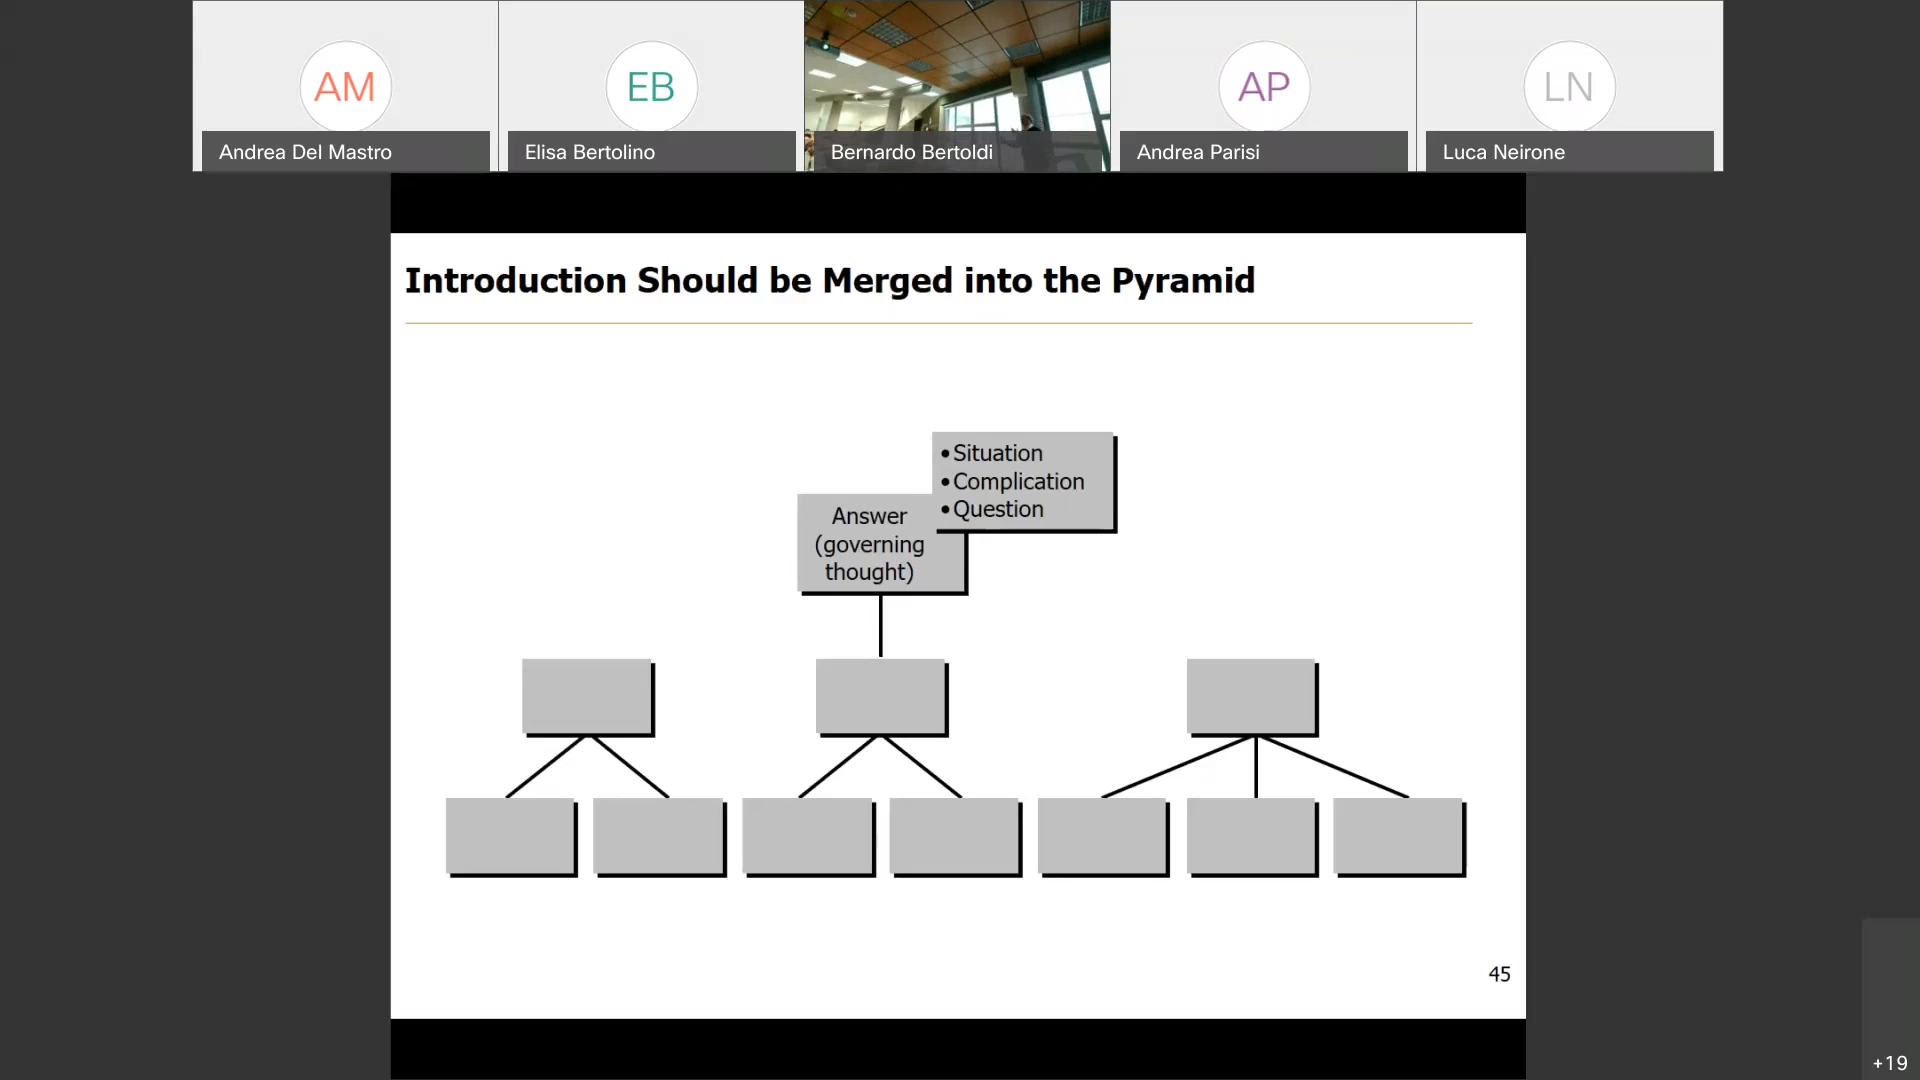 AM
Andrea Del Mastro
EB
Elisa Bertolino
Bernardo Bertoldi
AP
Andrea Parisi
LN
Luca Neirone
Introduction Should be Merged into the Pyramid
•Situation
•Complication
•Question
Answer
(governing
thought)
45
+19